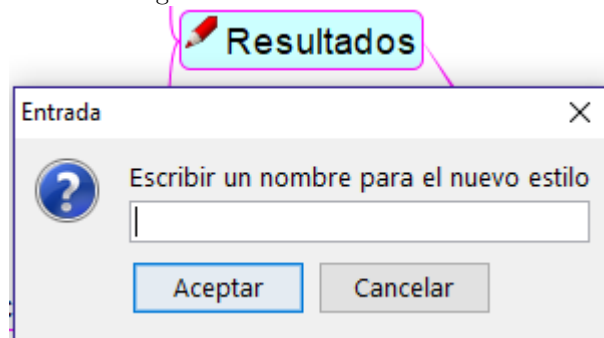 Resultados
Entrada
Escribir un nombre para el nuevo estilo
Aceptar Cancelar